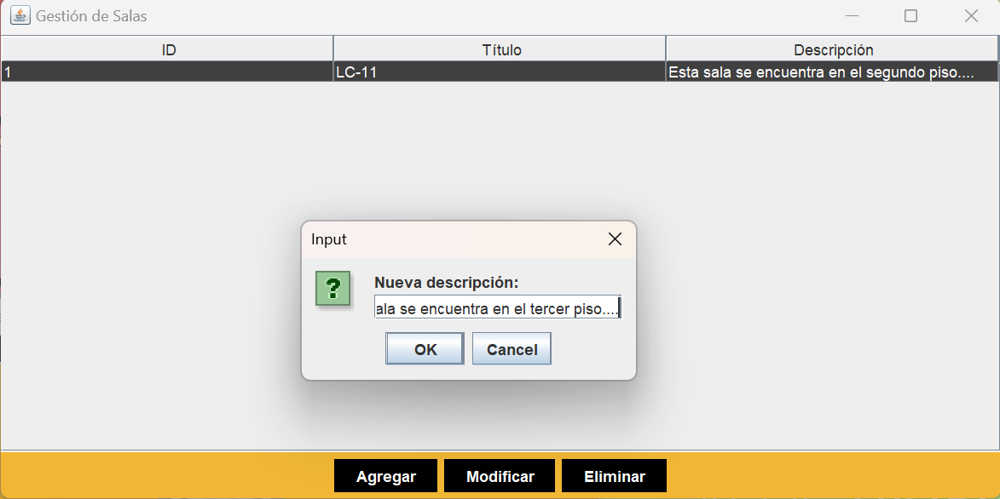 Gestión de Salas
ID Título Descripción
1 LC-11 Esta sala se encuentra en el segundo piso....
Input
?
Nueva descripción:
ala se encuentra en el tercer piso....
OK Cancel
Agregar Modificar Eliminar